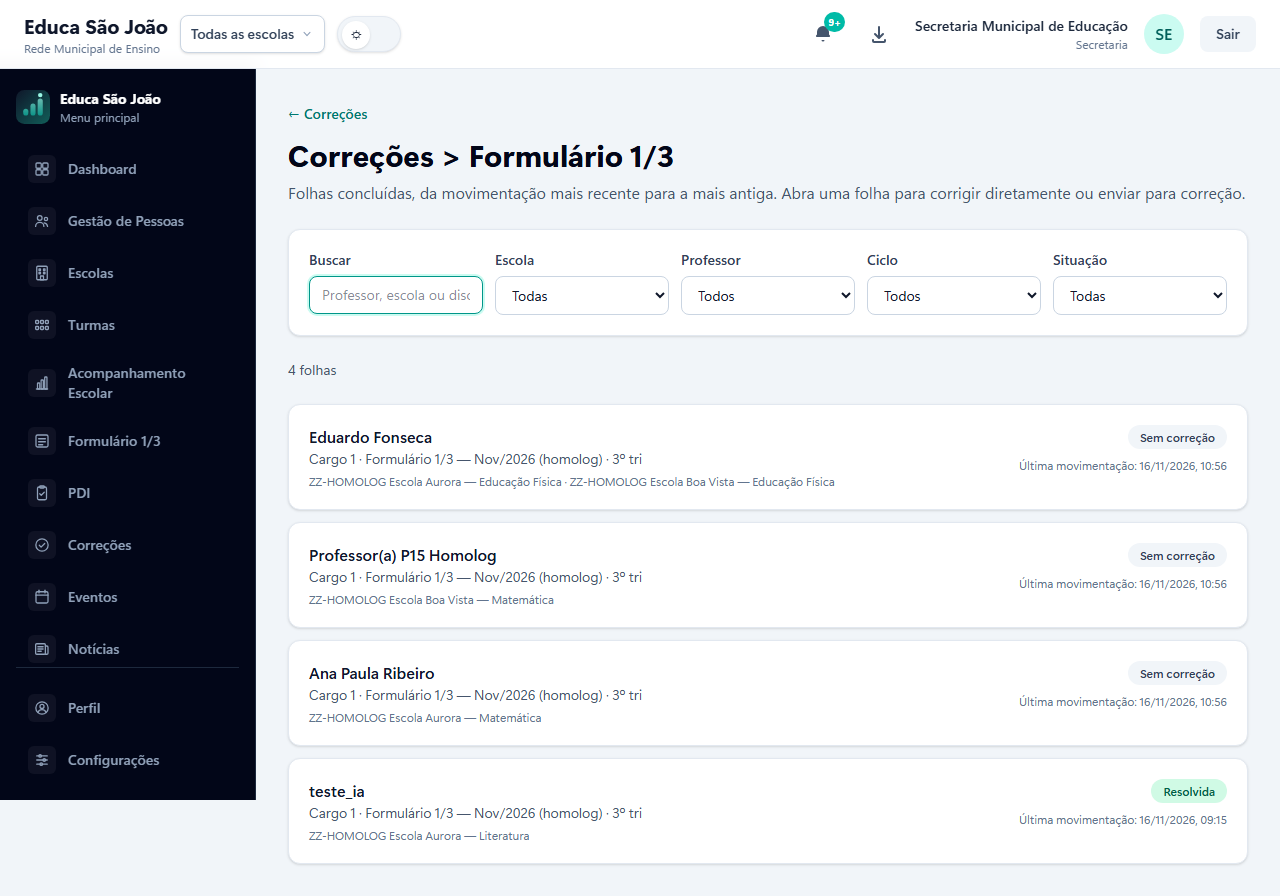 Educa São João
Rede Municipal de Ensino
Todas as escolas
9+
Secretaria Municipal de Educação
Secretaria
SE
Sair
Educa São João
Menu principal
Dashboard
Gestão de Pessoas
Escolas
Turmas
Acompanhamento
Escolar
Formulário 1/3
PDI
Correções
Eventos
Notícias
Perfil
Configurações
← Correções
Correções > Formulário 1/3
Folhas concluídas, da movimentação mais recente para a mais antiga. Abra uma folha para corrigir diretamente ou enviar para correção.
Buscar
Escola
Professor
Ciclo
Situação
Professor, escola ou disc
Todas
Todos
Todos
Todas
4 folhas
Eduardo Fonseca
Sem correção
Cargo 1 · Formulário 1/3 — Nov/2026 (homolog) · 3º tri
Última movimentação: 16/11/2026, 10:56
ZZ-HOMOLOG Escola Aurora — Educação Física · ZZ-HOMOLOG Escola Boa Vista — Educação Física
Professor(a) P15 Homolog
Sem correção
Cargo 1 · Formulário 1/3 — Nov/2026 (homolog) · 3º tri
Última movimentação: 16/11/2026, 10:56
ZZ-HOMOLOG Escola Boa Vista — Matemática
Ana Paula Ribeiro
Sem correção
Cargo 1 · Formulário 1/3 — Nov/2026 (homolog) · 3º tri
Última movimentação: 16/11/2026, 10:56
ZZ-HOMOLOG Escola Aurora — Matemática
teste_ia
Resolvida
Cargo 1 · Formulário 1/3 — Nov/2026 (homolog) · 3º tri
Última movimentação: 16/11/2026, 09:15
ZZ-HOMOLOG Escola Aurora — Literatura